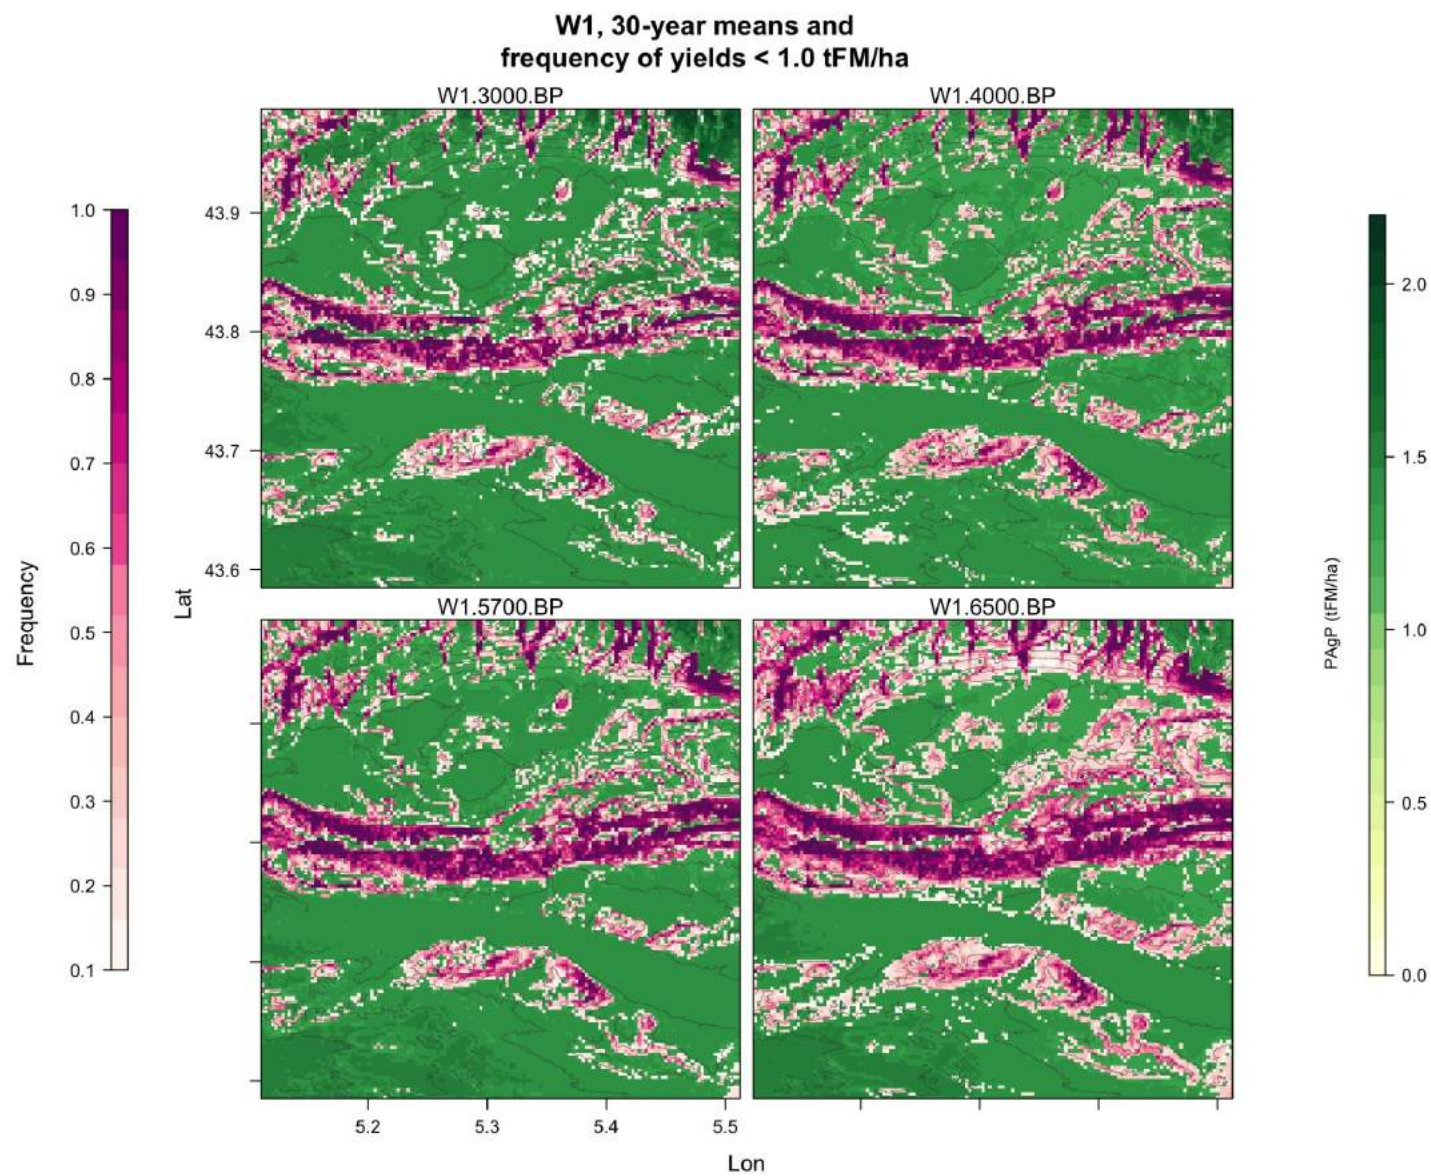 W1, 30-year means and
frequency of yields < 1.0 tFM/ha
W1.3000.BP
W1.4000.BP
1.0
0.9
0.8
0.7
0.6
0.5
0.4
0.3
0.2
0.1
Frequency
43.9
43.8
43.7
43.6
Lat
W1.5700.BP
W1.6500.BP
2.0
1.5
1.0
0.5
0.0
PAgP (tFM/ha)
5.2
5.3
5.4
5.5
Lon